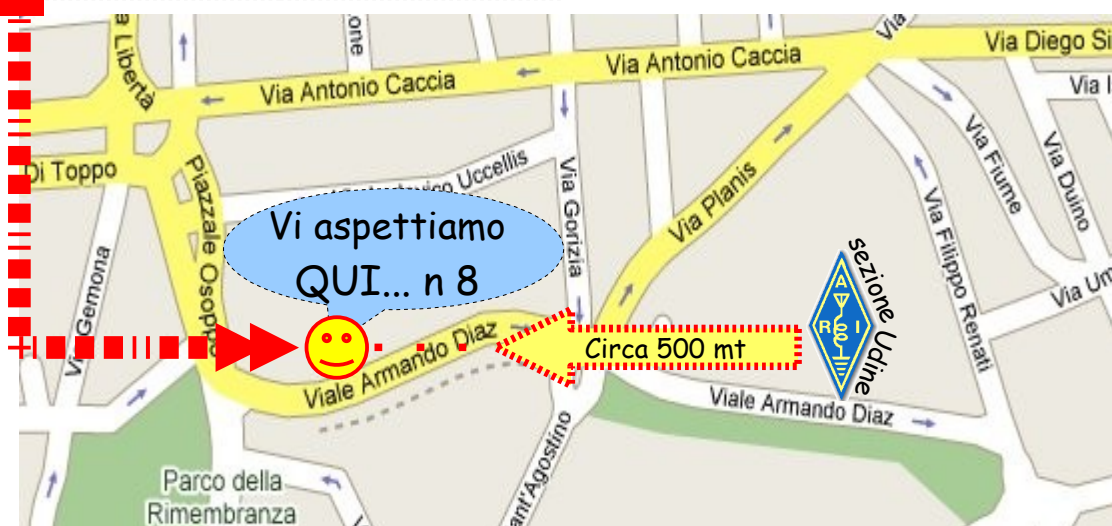 a Libertà
one
Via
Via Diego Si
Via Antonio Caccia
Via Antonio Caccia
Via I
Di Toppo
Piazzale Osoppo
Uccellis
Via Gorizia
Via Planis
Via Fiume
Via Duino
Via Filippo Renati
Via Um
Via Gemona
Vi aspettiamo
QUI... n 8
sezione Udine
A
R I
Circa 500 mt
Viale Armando Diaz
Viale Armando Diaz
ant'Agostino
Parco della
Rimembranza